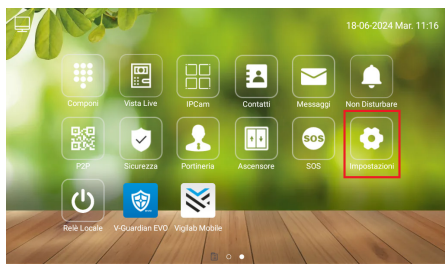 18-06-2024 Mar. 11:16
Componi Vista Live IPCam Contatti Messaggi Non Disturbare
SOS
P2P Sicurezza Portineria Ascensore SOS Impostazioni
Relè Locale V-Guardian EVO Vigilab Mobile